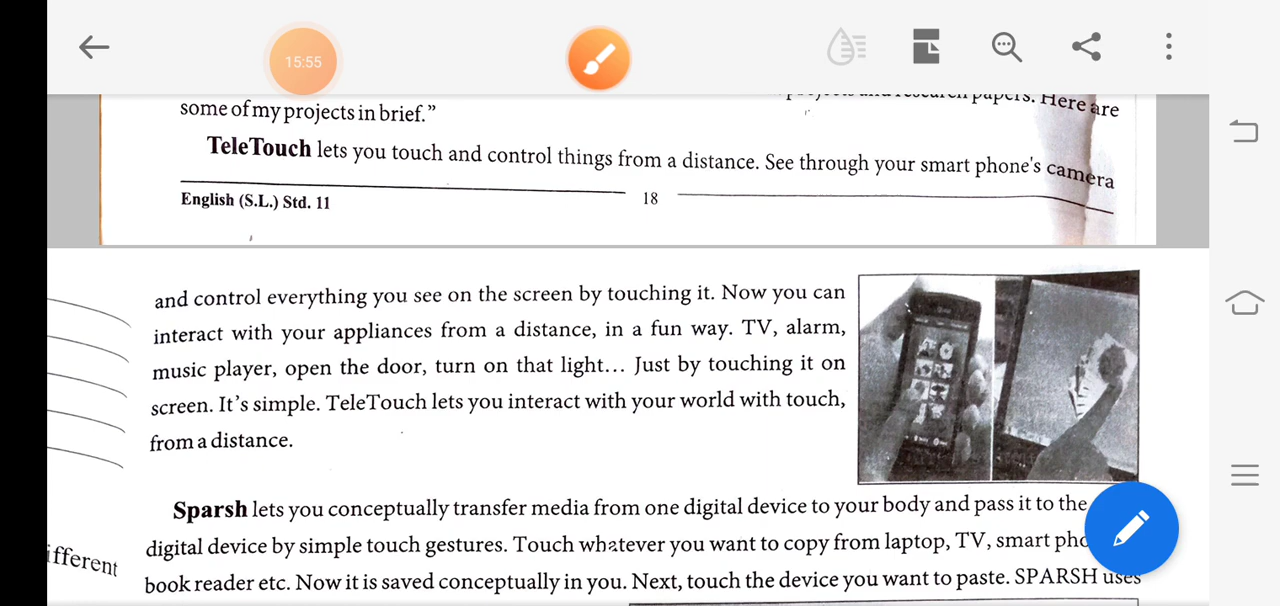 15:55
projects and research papers. Here are
some of my projects in brief.”
TeleTouch lets you touch and control things from a distance. See through your smart phone's camera
English (S.L.) Std. 11
18
and control everything you see on the screen by touching it. Now you can
interact with your appliances from a distance, in a fun way. TV, alarm,
music player, open the door, turn on that light... Just by touching it on
screen. It’s simple. TeleTouch lets you interact with your world with touch,
from a distance.
Sparsh lets you conceptually transfer media from one digital device to your body and pass it to the
digital device by simple touch gestures. Touch whatever you want to copy from laptop, TV, smart pho
ifferent
book reader etc. Now it is saved conceptually in you. Next, touch the device you want to paste. SPARSH uses